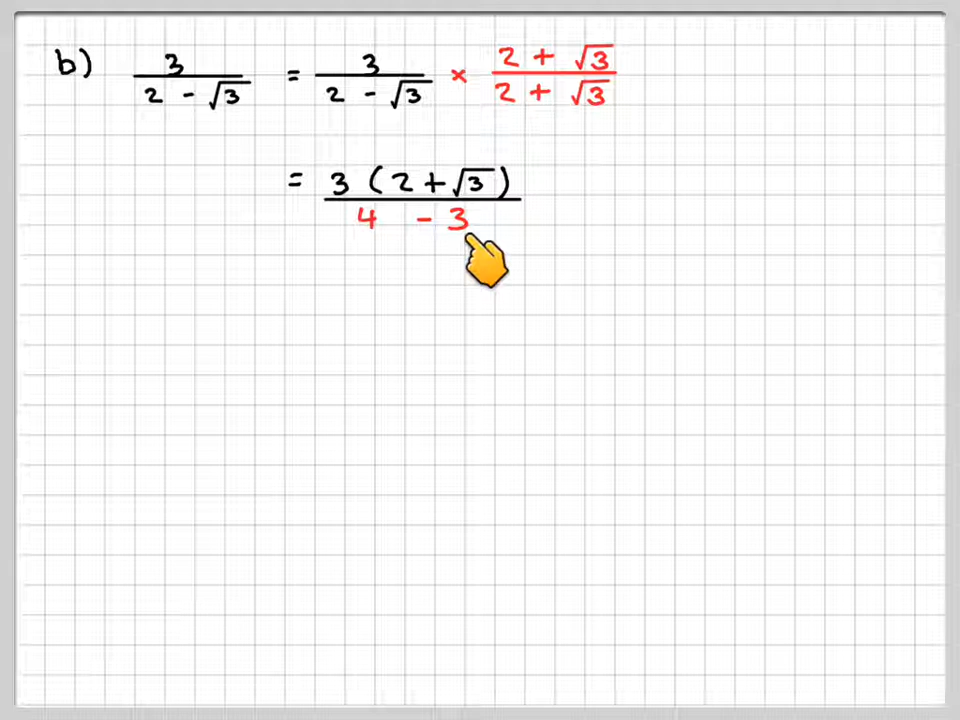 b) 3/(2 - √3) = 3/(2 - √3) × (2 + √3)/(2 + √3)
= 3 (2 + √3)/(4 - 3)